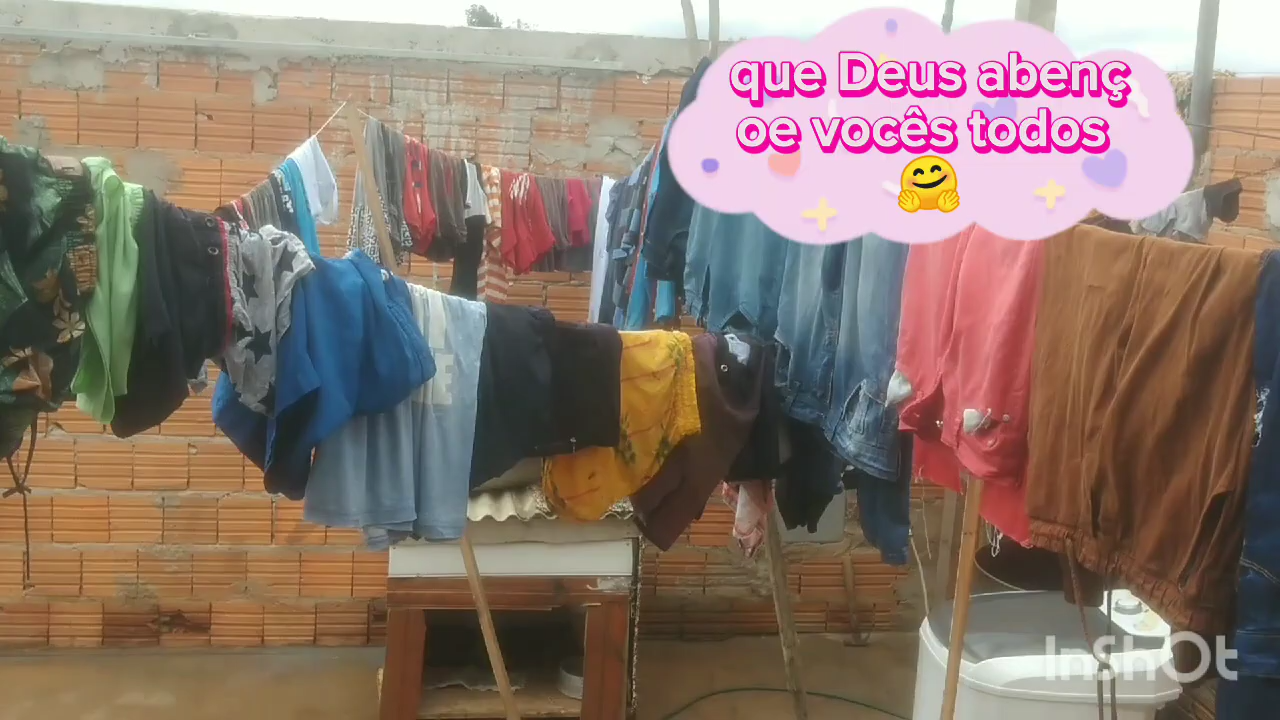 que Deus abenç
oe vocês todos
🤗
InShOt